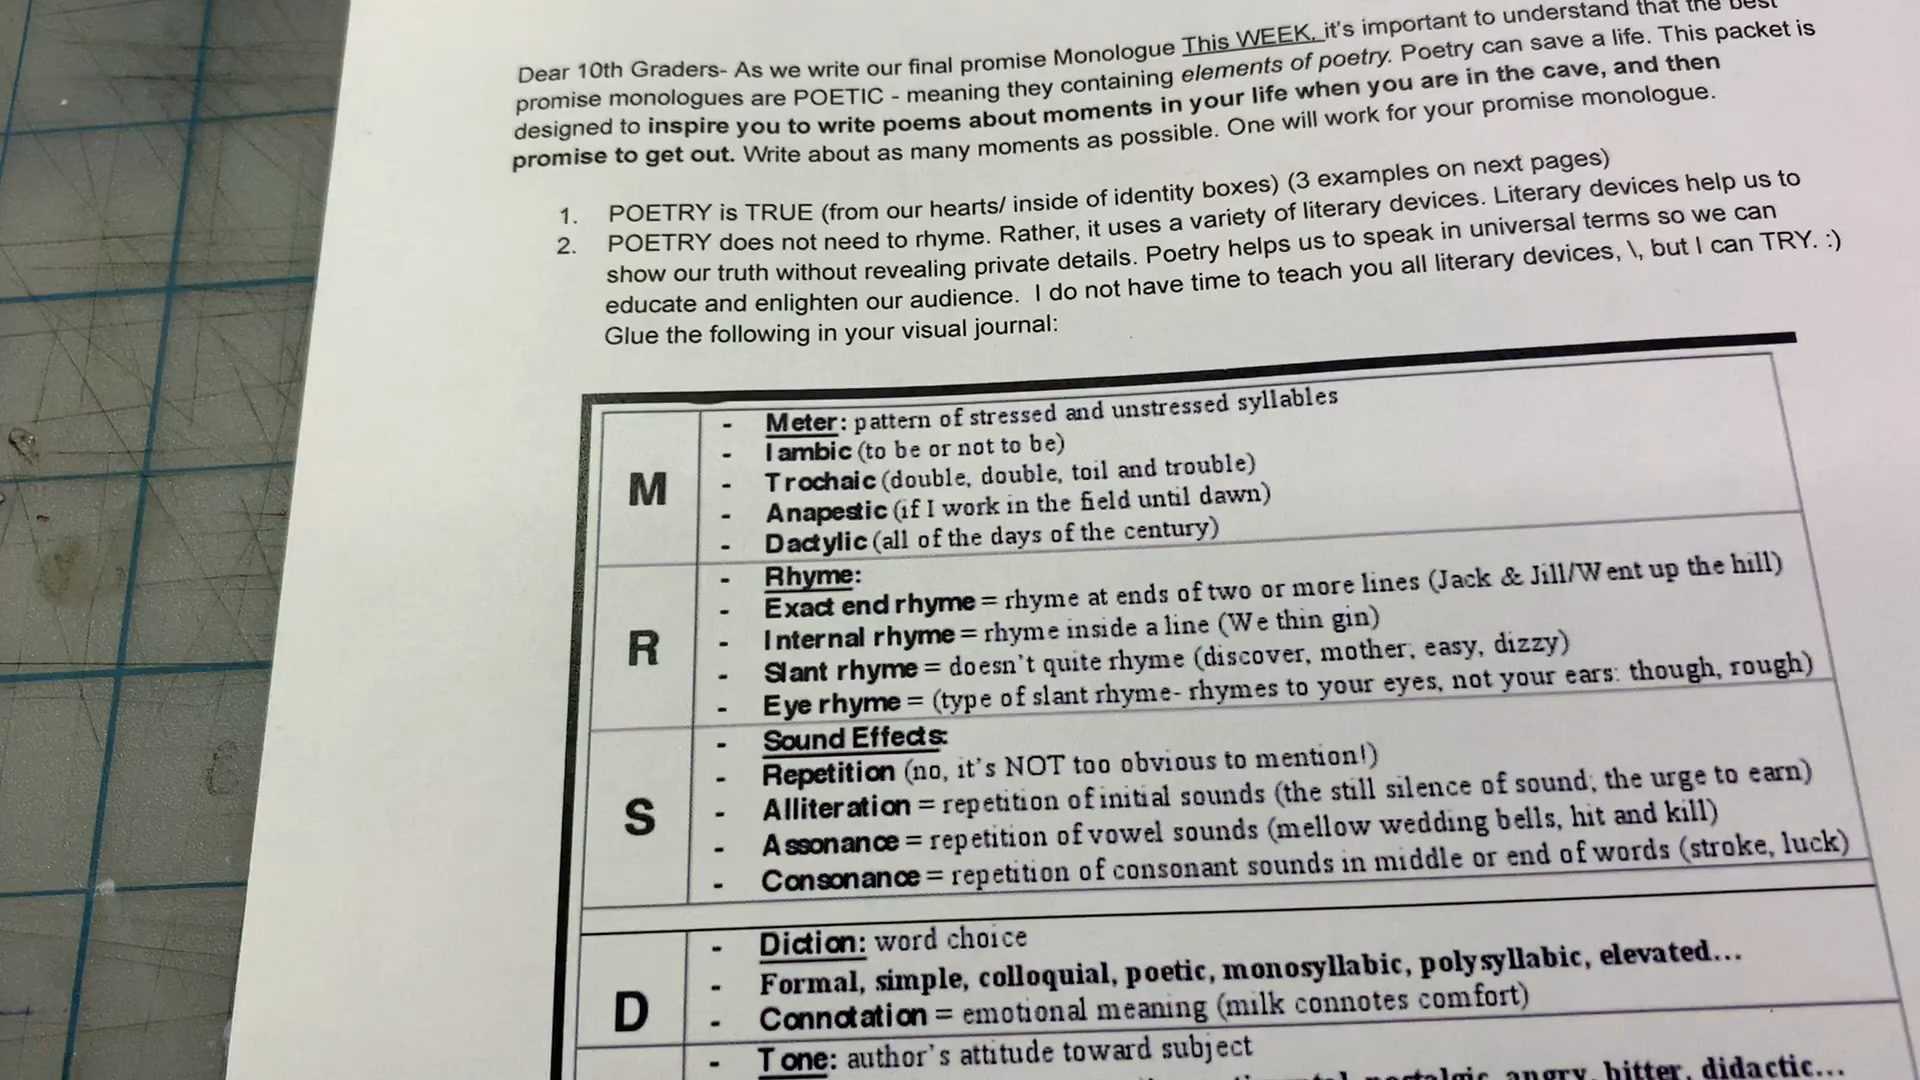 Dear 10th Graders- As we write our final promise Monologue This WEEK, it's important to understand that the best
promise monologues are POETIC - meaning they containing elements of poetry. Poetry can save a life. This packet is
designed to inspire you to write poems about moments in your life when you are in the cave, and then
promise to get out. Write about as many moments as possible. One will work for your promise monologue.
1. POETRY is TRUE (from our hearts/ inside of identity boxes) (3 examples on next pages)
2. POETRY does not need to rhyme. Rather, it uses a variety of literary devices. Literary devices help us to
show our truth without revealing private details. Poetry helps us to speak in universal terms so we can
educate and enlighten our audience. I do not have time to teach you all literary devices, \, but I can TRY. :)
Glue the following in your visual journal:
M
- Meter: pattern of stressed and unstressed syllables
- Iambic (to be or not to be)
- Trochaic (double, double, toil and trouble)
- Anapestic (if I work in the field until dawn)
- Dactylic (all of the days of the century)
R
- Rhyme:
- Exact end rhyme = rhyme at ends of two or more lines (Jack & Jill/Went up the hill)
- Internal rhyme = rhyme inside a line (We thin gin)
- Slant rhyme = doesn't quite rhyme (discover, mother; easy, dizzy)
- Eye rhyme = (type of slant rhyme- rhymes to your eyes, not your ears: though, rough)
S
- Sound Effects:
- Repetition (no, it's NOT too obvious to mention!)
- Alliteration = repetition of initial sounds (the still silence of sound; the urge to earn)
- Assonance = repetition of vowel sounds (mellow wedding bells, hit and kill)
- Consonance = repetition of consonant sounds in middle or end of words (stroke, luck)
D
- Diction: word choice
- Formal, simple, colloquial, poetic, monosyllabic, polysyllabic, elevated...
- Connotation = emotional meaning (milk connotes comfort)
- Tone: author's attitude toward subject
nostalgic, angry, bitter, didactic...